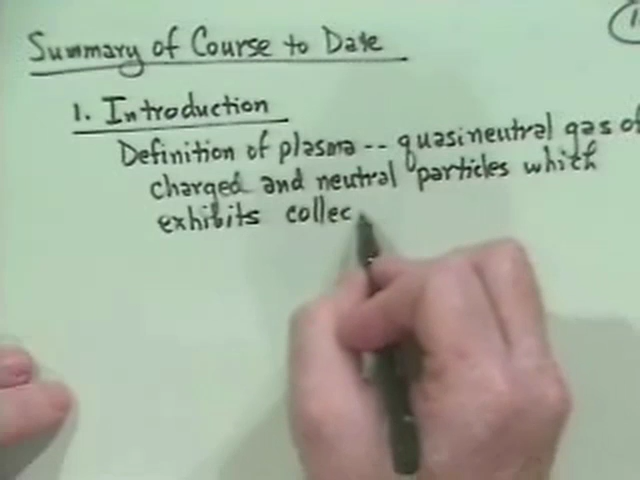 Summary of Course to Date
1. Introduction
Definition of plasma -- quasineutral gas of
charged and neutral particles which
exhibits collec